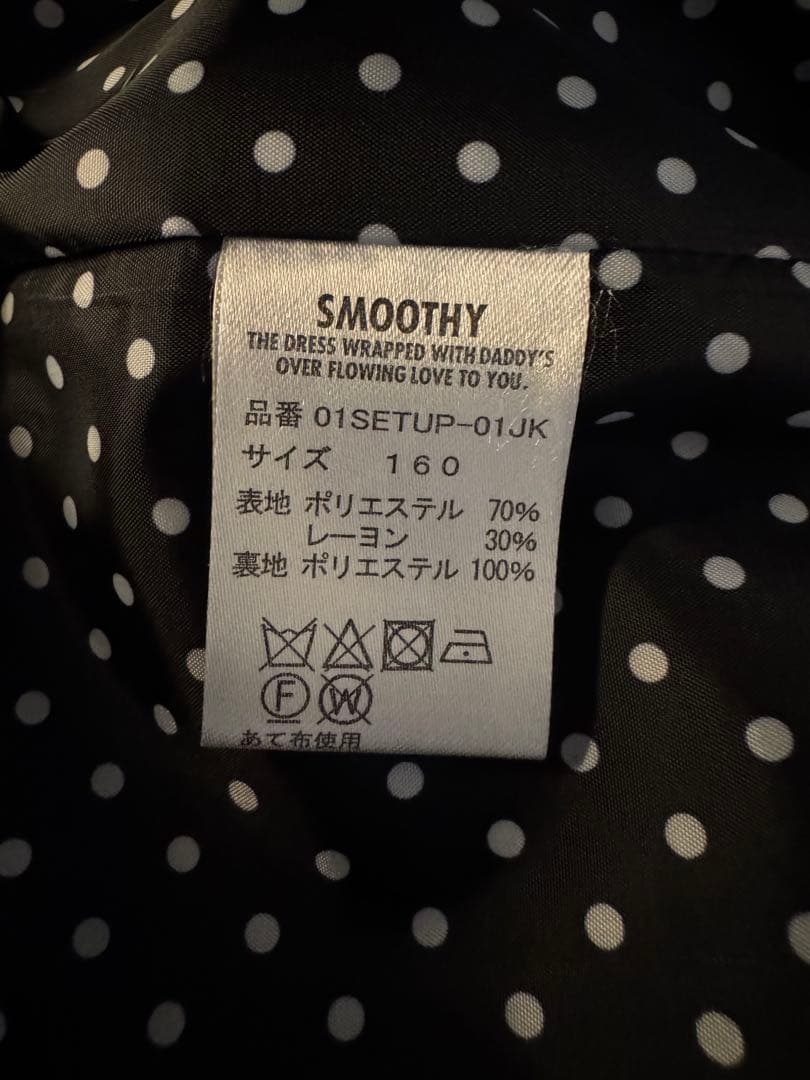 SMOOTHY
THE DRESS WRAPPED WITH DADDY'S
OVER FLOWING LOVE TO YOU.
品番 01SETUP-01JK
サイズ 160
表地 ポリエステル 70%
レーヨン 30%
裏地 ポリエステル 100%
F W
あて布使用